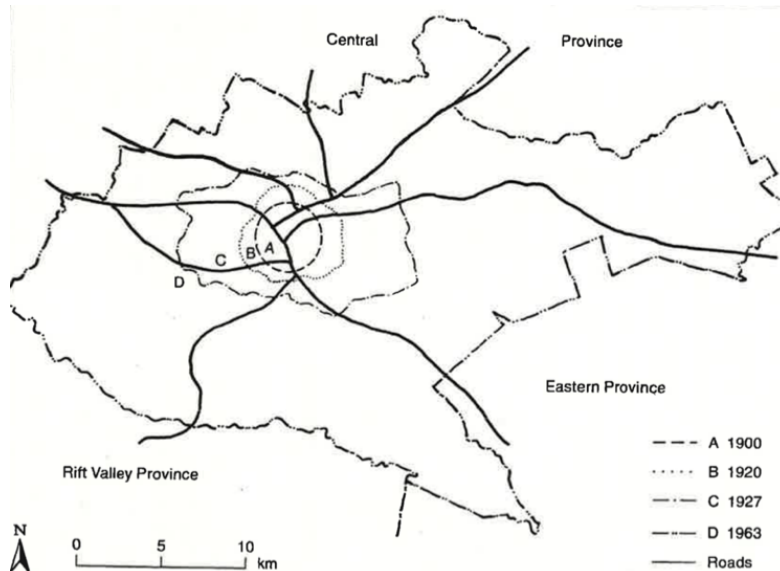 Central
Province
A
B
C
D
Eastern Province
Rift Valley Province
A 1900
B 1920
C 1927
D 1963
Roads
N
0
5
10
km